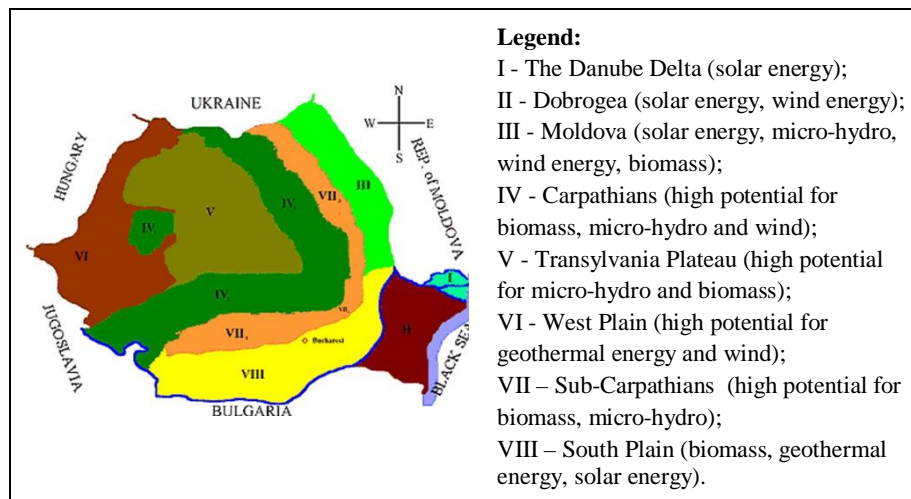 UKRAINE
N
W E
S
HUNGARY
REP. of MOLDOVA
III
VII
IV
V
IV
VI
I
IV
II
VII
Bucharest
JUGOSLAVIA
BLACK SEA
VIII
BULGARIA
Legend:
I - The Danube Delta (solar energy);
II - Dobrogea (solar energy, wind energy);
III - Moldova (solar energy, micro-hydro,
wind energy, biomass);
IV - Carpathians (high potential for
biomass, micro-hydro and wind);
V - Transylvania Plateau (high potential
for micro-hydro and biomass);
VI - West Plain (high potential for
geothermal energy and wind);
VII – Sub-Carpathians  (high potential for
biomass, micro-hydro);
VIII – South Plain (biomass, geothermal
energy, solar energy).